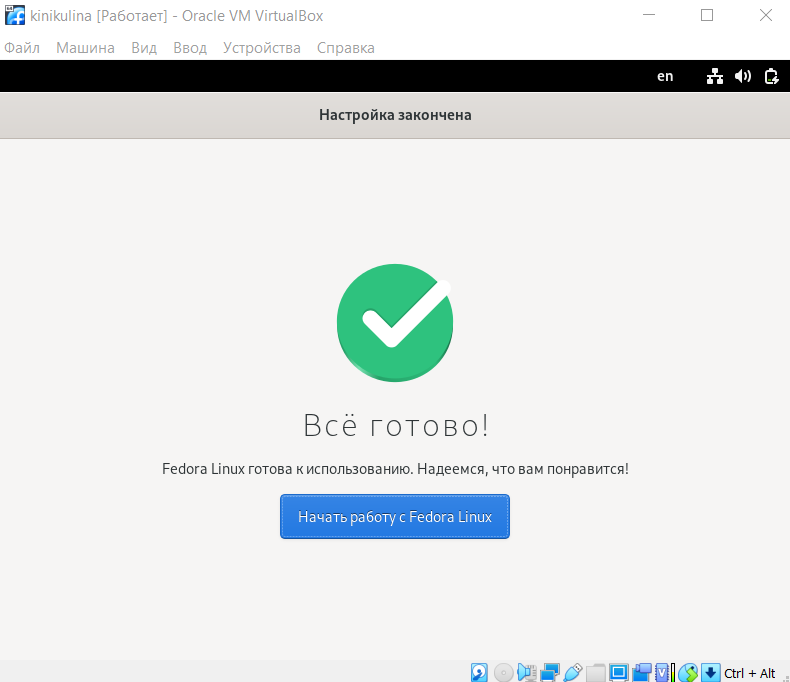 kinikulina [Работает] - Oracle VM VirtualBox
Файл Машина Вид Ввод Устройства Справка
en
Настройка закончена
Всё готово!
Fedora Linux готова к использованию. Надеемся, что вам понравится!
Начать работу с Fedora Linux
Ctrl + Alt